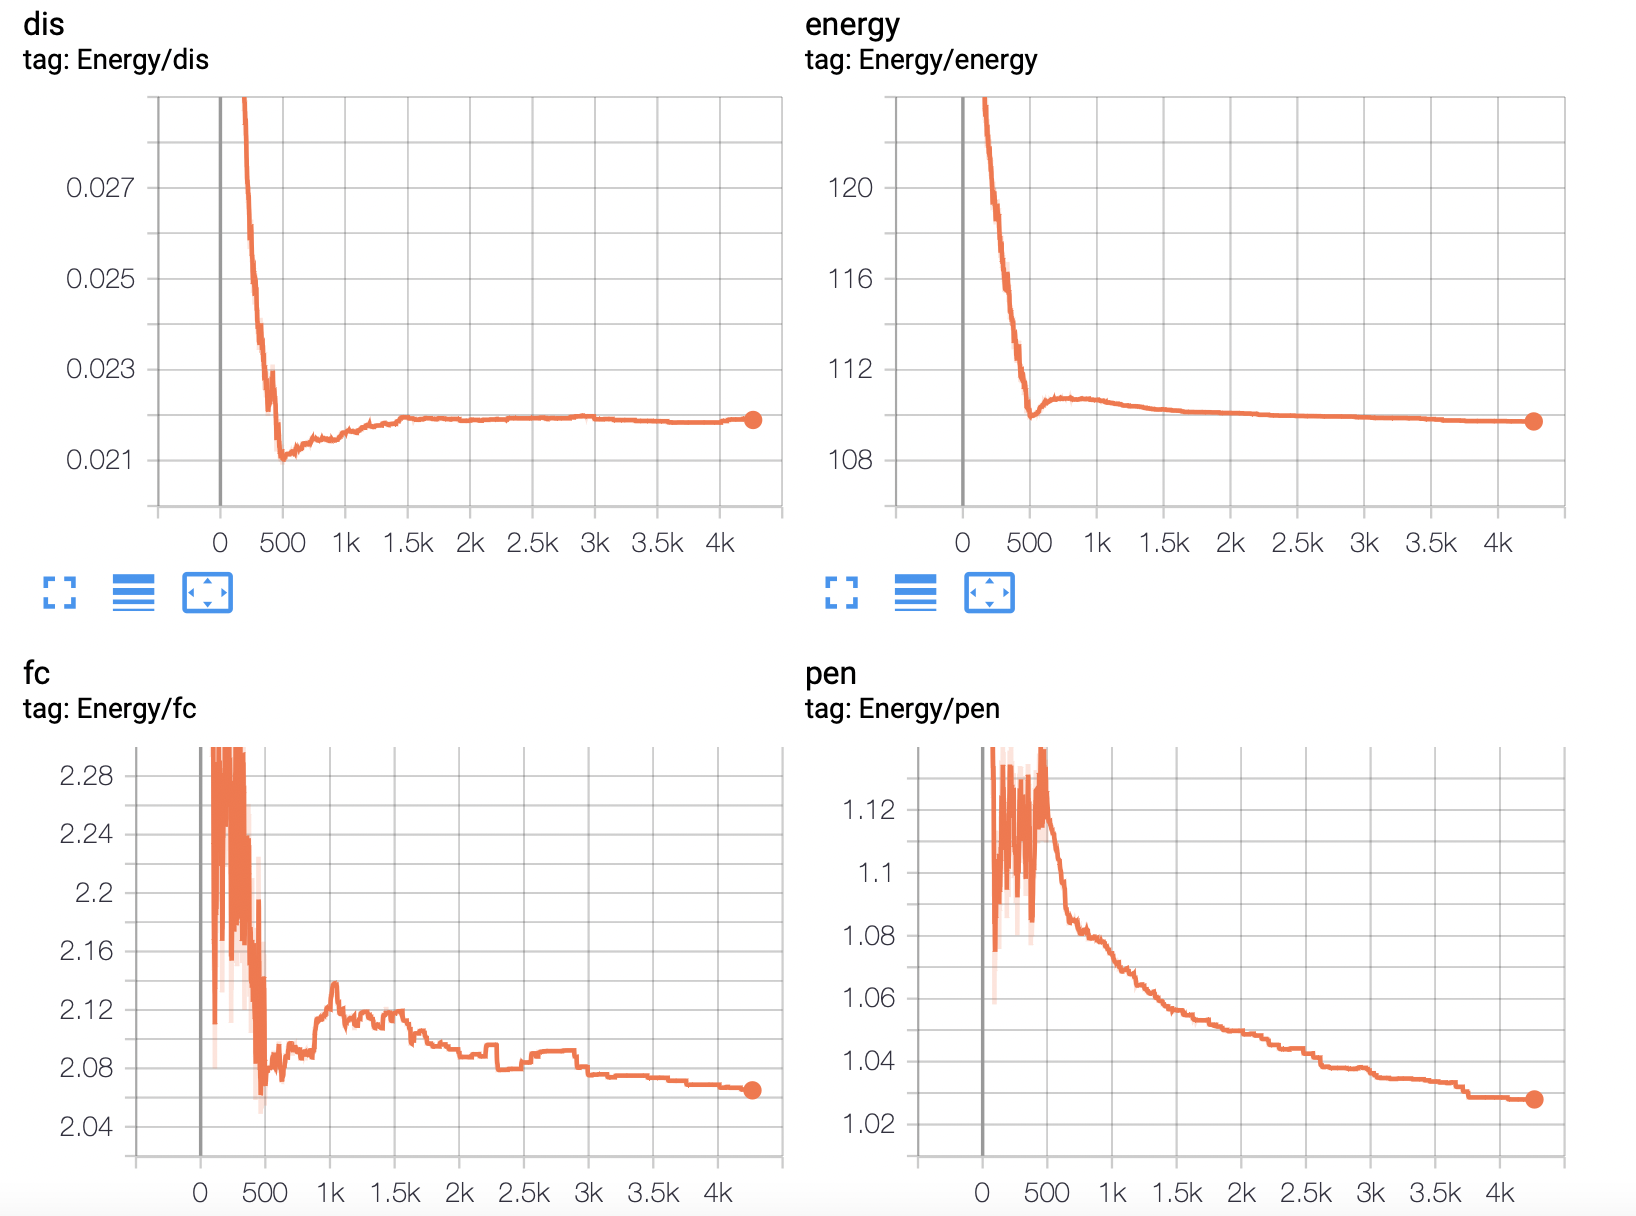 dis
tag: Energy/dis
0.027
0.025
0.023
0.021
0 500 1k 1.5k 2k 2.5k 3k 3.5k 4k
energy
tag: Energy/energy
120
116
112
108
0 500 1k 1.5k 2k 2.5k 3k 3.5k 4k
fc
tag: Energy/fc
2.28
2.24
2.2
2.16
2.12
2.08
2.04
0 500 1k 1.5k 2k 2.5k 3k 3.5k 4k
pen
tag: Energy/pen
1.12
1.1
1.08
1.06
1.04
1.02
0 500 1k 1.5k 2k 2.5k 3k 3.5k 4k